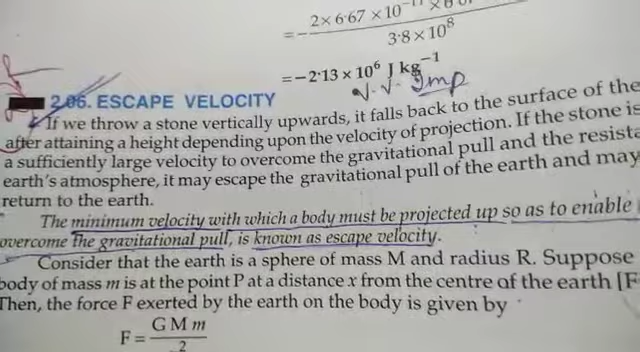 2×6·67×10⁻¹¹×6
3·8×10⁸
=−2·13×10⁶ J kg⁻¹
V. V. Imp
2.06. ESCAPE VELOCITY
If we throw a stone vertically upwards, it falls back to the surface of the
after attaining a height depending upon the velocity of projection. If the stone is
a sufficiently large velocity to overcome the gravitational pull and the resista
earth's atmosphere, it may escape the gravitational pull of the earth and may
return to the earth.
The minimum velocity with which a body must be projected up so as to enable
overcome the gravitational pull, is known as escape velocity.
Consider that the earth is a sphere of mass M and radius R. Suppose
body of mass m is at the point P at a distance x from the centre of the earth [F
Then, the force F exerted by the earth on the body is given by
F = G M m
2